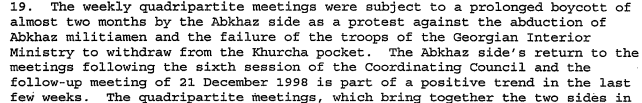 19. The weekly quadripartite meetings were subject to a prolonged boycott of
almost two months by the Abkhaz side as a protest against the abduction of
Abkhaz militiamen and the failure of the troops of the Georgian Interior
Ministry to withdraw from the Khurcha pocket. The Abkhaz side's return to the
meetings following the sixth session of the Coordinating Council and the
follow-up meeting of 21 December 1998 is part of a positive trend in the last
few weeks. The quadripartite meetings, which bring together the two sides in